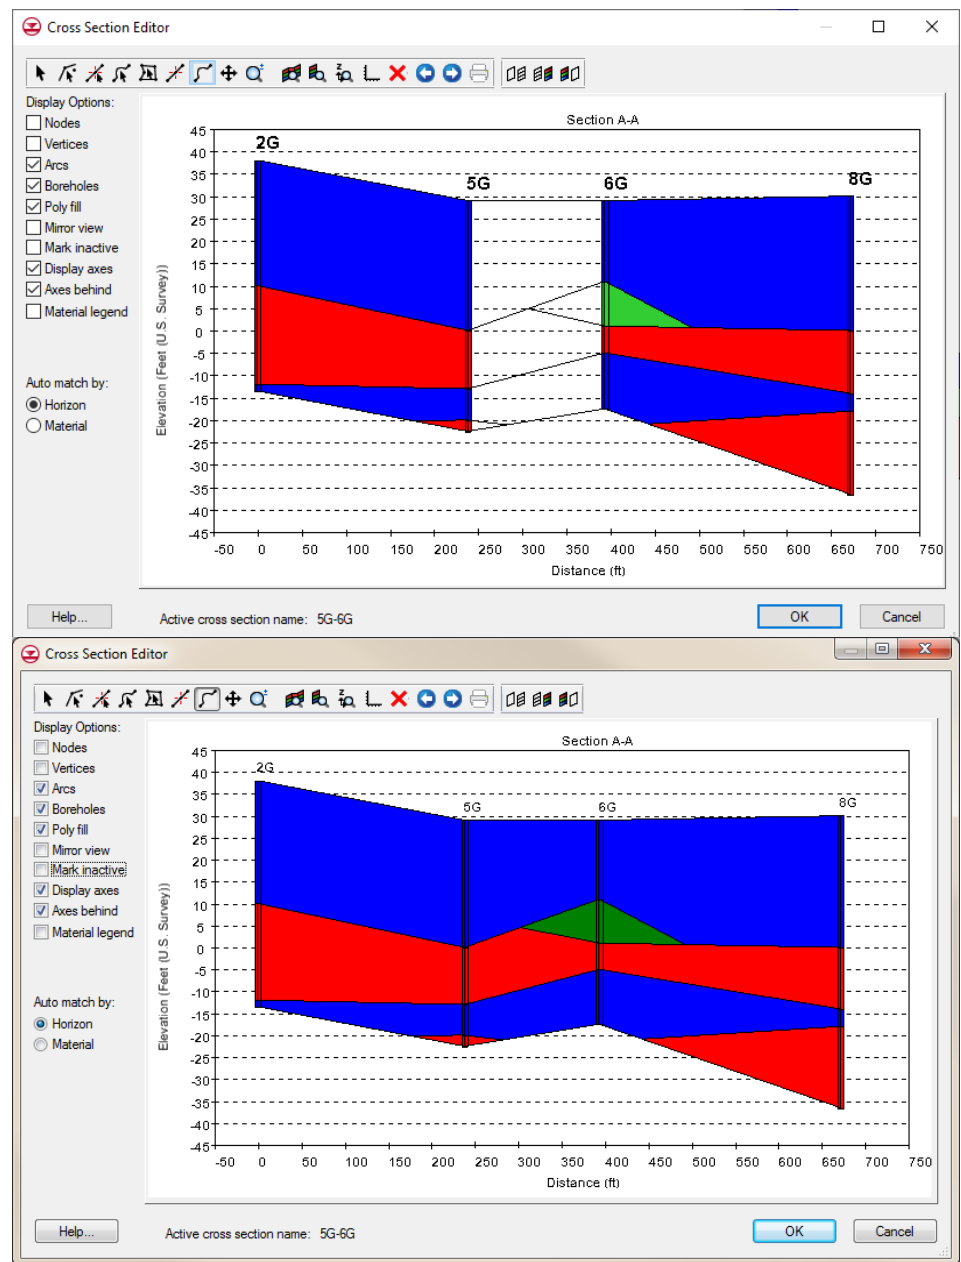 Cross Section Editor
Display Options:
Nodes
Vertices
Arcs
Boreholes
Poly fill
Mirror view
Mark inactive
Display axes
Axes behind
Material legend
Auto match by:
Horizon
Material
Section A-A
2G
5G
6G
8G
Elevation (Feet (U.S. Survey))
45
40
35
30
25
20
15
10
5
0
-5
-10
-15
-20
-25
-30
-35
-40
-45
-50 0 50 100 150 200 250 300 350 400 450 500 550 600 650 700 750
Distance (ft)
Help...
Active cross section name: 5G-6G
OK
Cancel
Cross Section Editor
Display Options:
Nodes
Vertices
Arcs
Boreholes
Poly fill
Mirror view
Mark inactive
Display axes
Axes behind
Material legend
Auto match by:
Horizon
Material
Section A-A
2G
5G
6G
8G
Elevation (Feet (U.S. Survey))
45
40
35
30
25
20
15
10
5
0
-5
-10
-15
-20
-25
-30
-35
-40
-45
-50 0 50 100 150 200 250 300 350 400 450 500 550 600 650 700 750
Distance (ft)
Help...
Active cross section name: 5G-6G
OK
Cancel